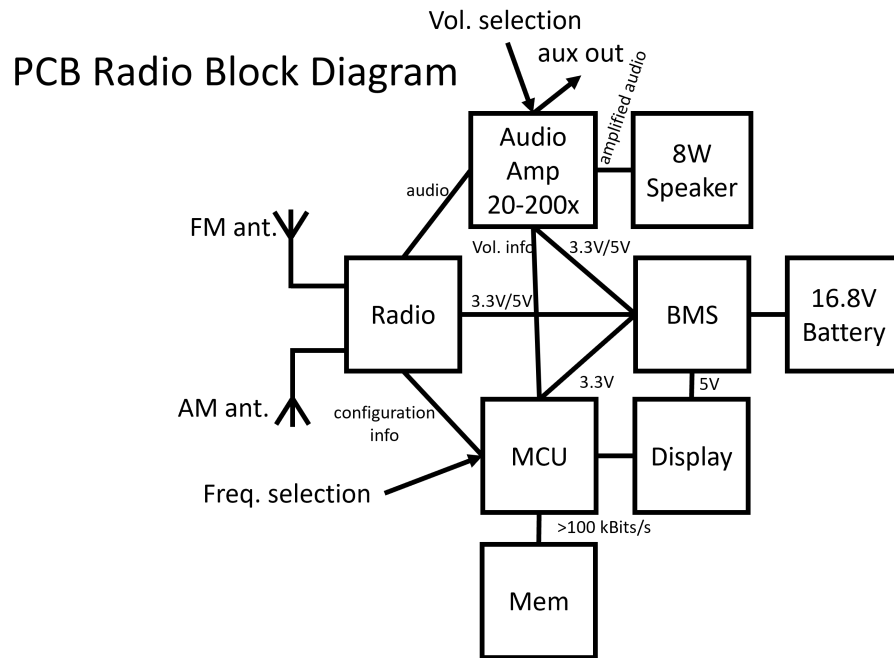 Vol. selection
aux out
PCB Radio Block Diagram
amplified audio
Audio
Amp
20-200x
8W
Speaker
audio
FM ant.
Vol. info
3.3V/5V
Radio
3.3V/5V
BMS
16.8V
Battery
3.3V
5V
AM ant.
configuration
info
MCU
Display
Freq. selection
>100 kBits/s
Mem